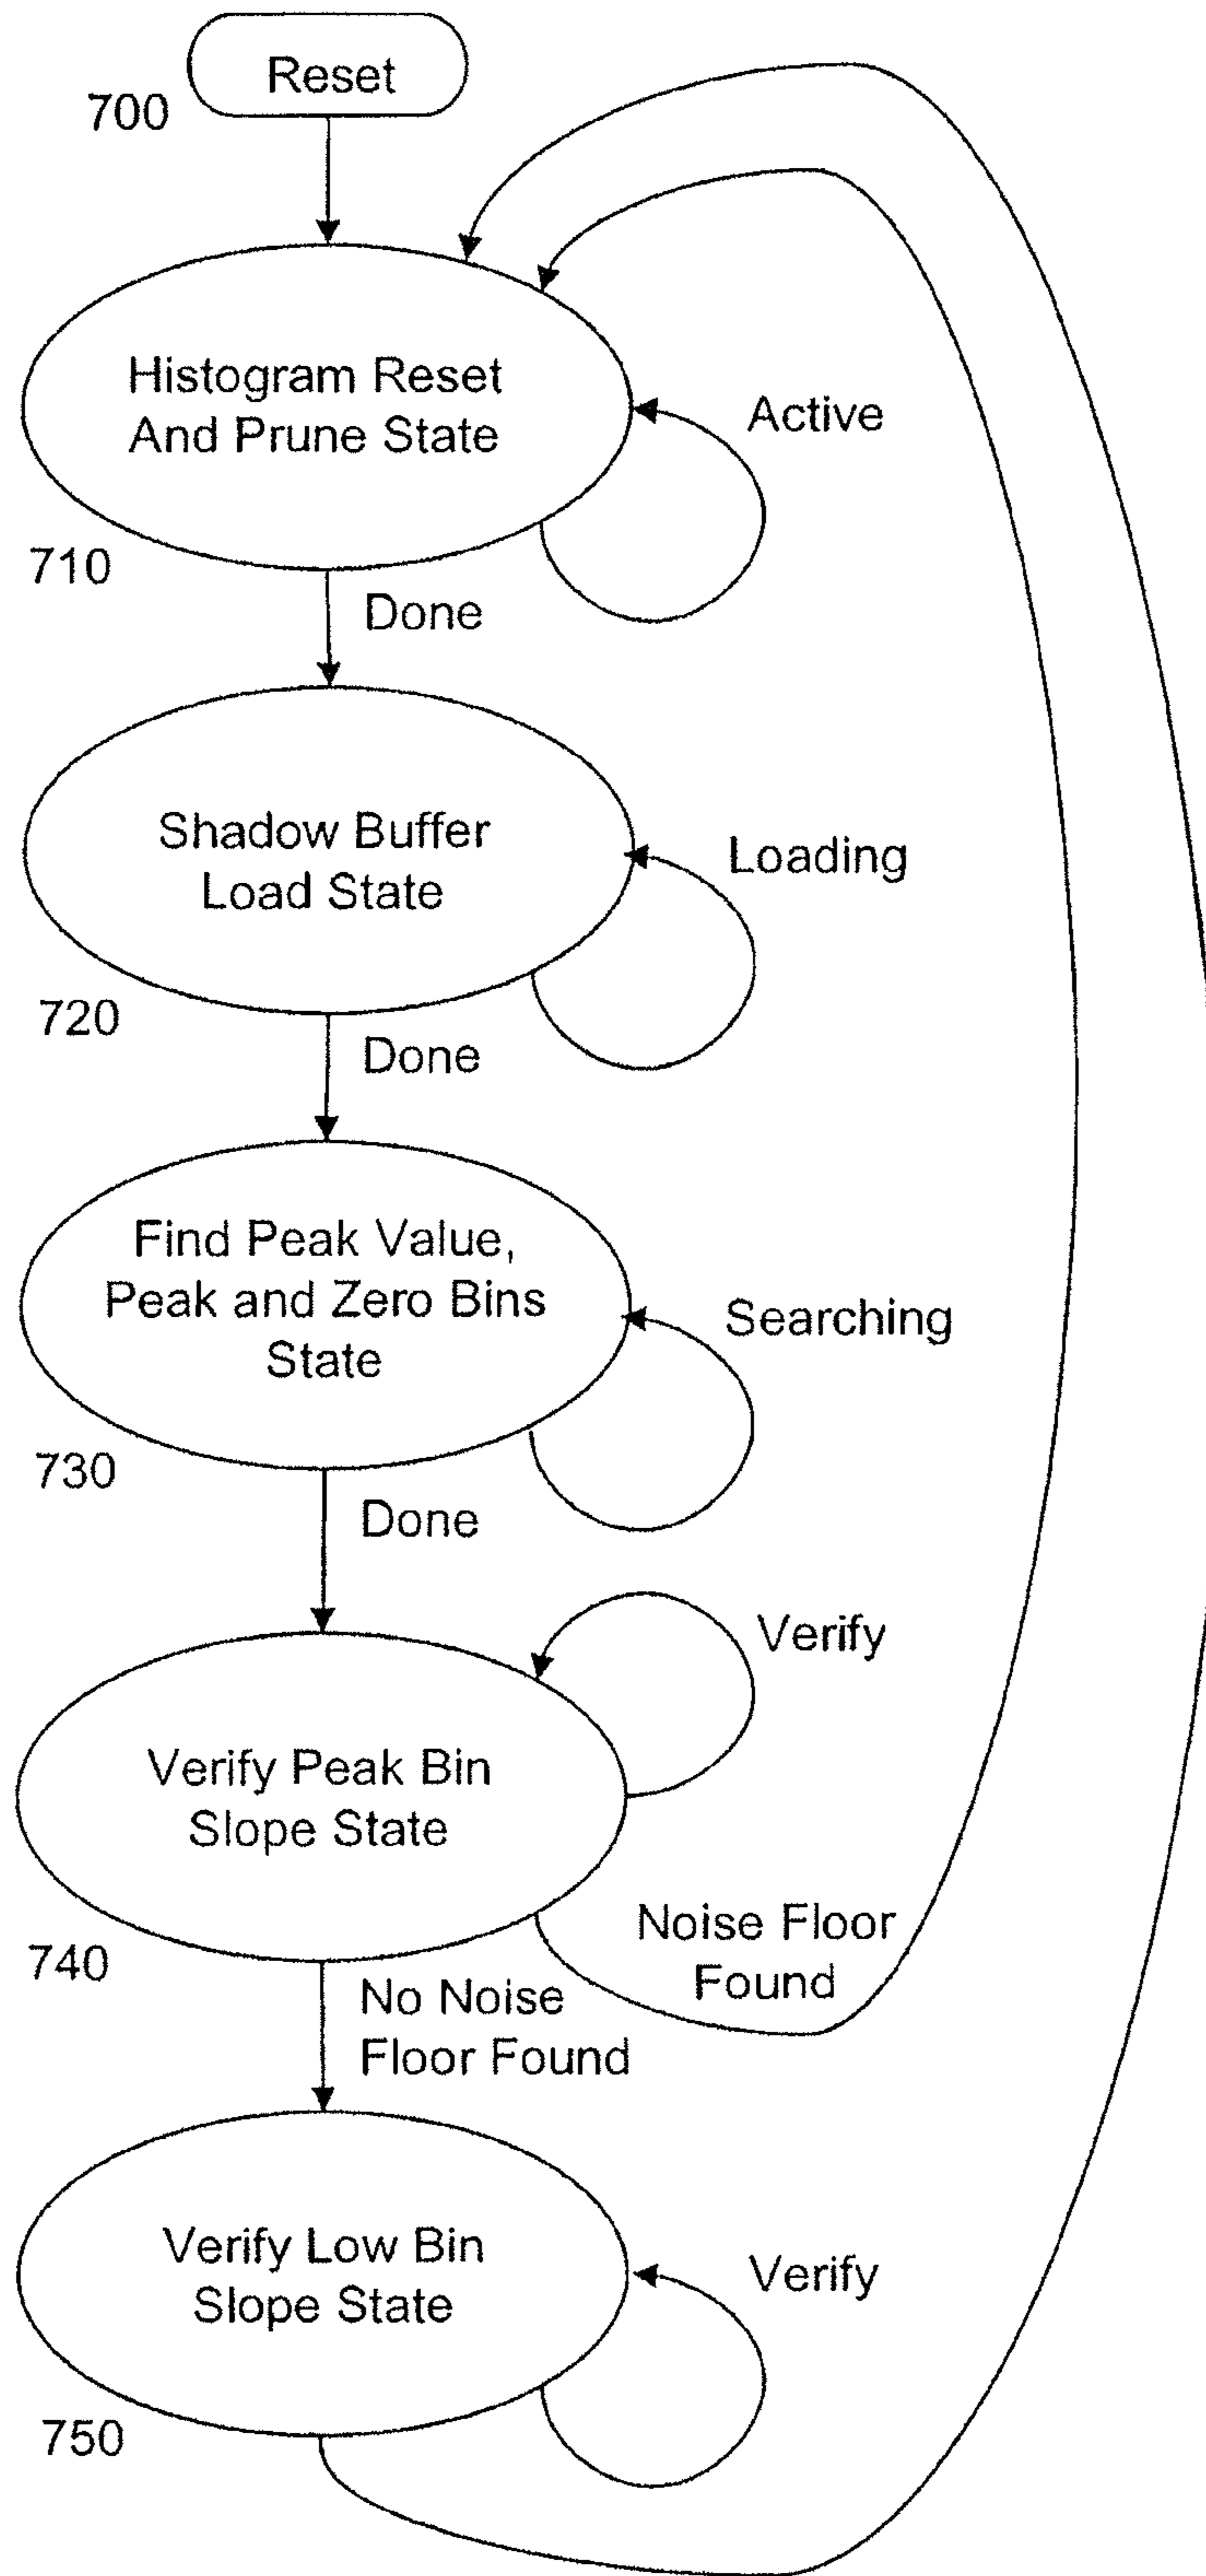 Reset
700
Histogram Reset
And Prune State
Active
710
Done
Shadow Buffer
Load State
Loading
720
Done
Find Peak Value,
Peak and Zero Bins
State
Searching
730
Done
Verify
Verify Peak Bin
Slope State
Noise Floor
Found
740
No Noise
Floor Found
Verify Low Bin
Slope State
Verify
750